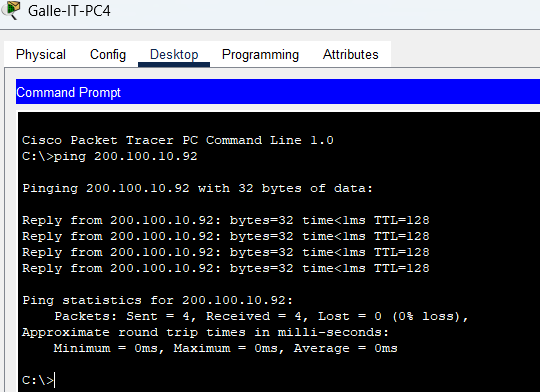 Galle-IT-PC4
Physical Config Desktop Programming Attributes
Command Prompt
Cisco Packet Tracer PC Command Line 1.0
C:\>ping 200.100.10.92
Pinging 200.100.10.92 with 32 bytes of data:
Reply from 200.100.10.92: bytes=32 time<1ms TTL=128
Reply from 200.100.10.92: bytes=32 time<1ms TTL=128
Reply from 200.100.10.92: bytes=32 time<1ms TTL=128
Reply from 200.100.10.92: bytes=32 time<1ms TTL=128
Ping statistics for 200.100.10.92:
Packets: Sent = 4, Received = 4, Lost = 0 (0% loss),
Approximate round trip times in milli-seconds:
Minimum = 0ms, Maximum = 0ms, Average = 0ms
C:\>